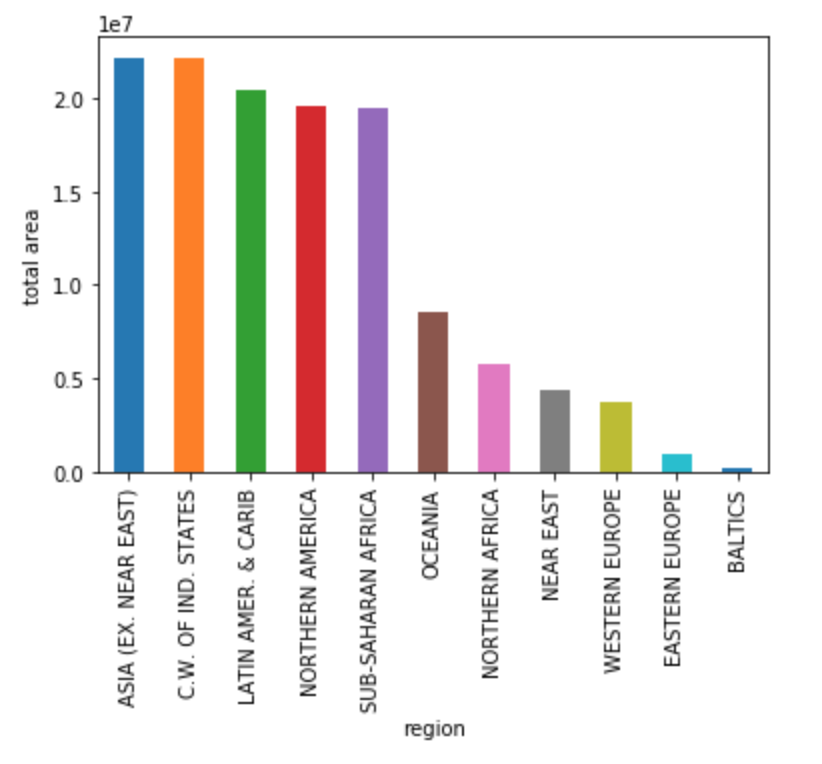 1e7
2.0
1.5
1.0
0.5
0.0
total area
ASIA (EX. NEAR EAST)
C.W. OF IND. STATES
LATIN AMER. & CARIB
NORTHERN AMERICA
SUB-SAHARAN AFRICA
OCEANIA
NORTHERN AFRICA
NEAR EAST
WESTERN EUROPE
EASTERN EUROPE
BALTICS
region